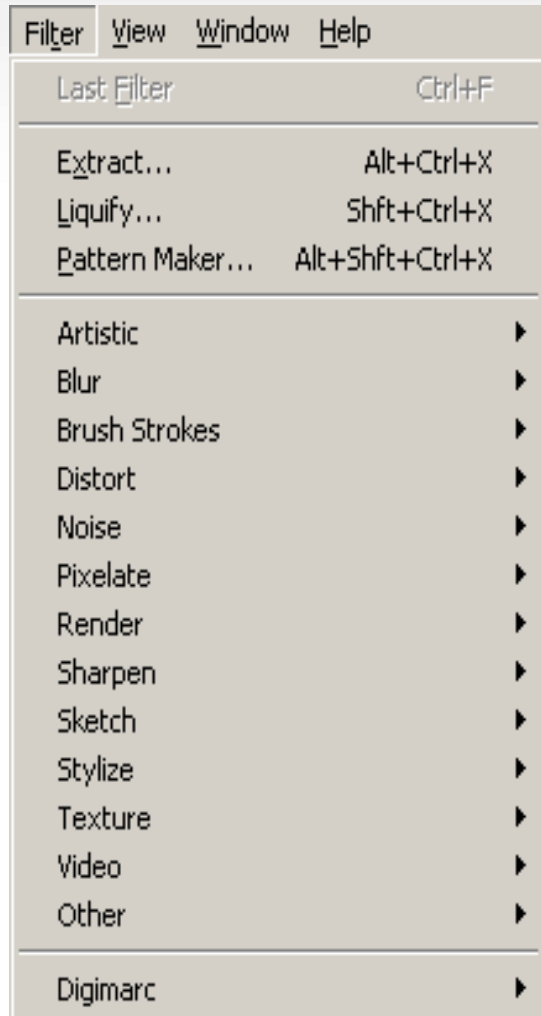 Filter View Window Help
Last Filter Ctrl+F
Extract... Alt+Ctrl+X
Liquify... Shft+Ctrl+X
Pattern Maker... Alt+Shft+Ctrl+X
Artistic
Blur
Brush Strokes
Distort
Noise
Pixelate
Render
Sharpen
Sketch
Stylize
Texture
Video
Other
Digimarc